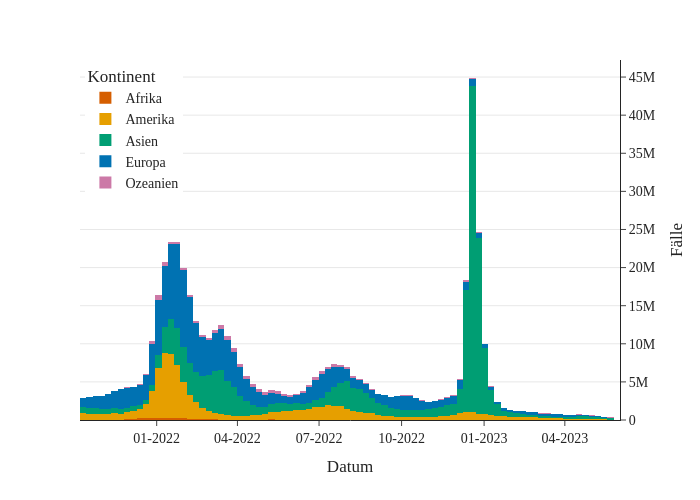 Kontinent
Afrika
Amerika
Asien
Europa
Ozeanien
45M
40M
35M
30M
25M
20M
15M
10M
5M
0
Fälle
01-2022 04-2022 07-2022 10-2022 01-2023 04-2023
Datum